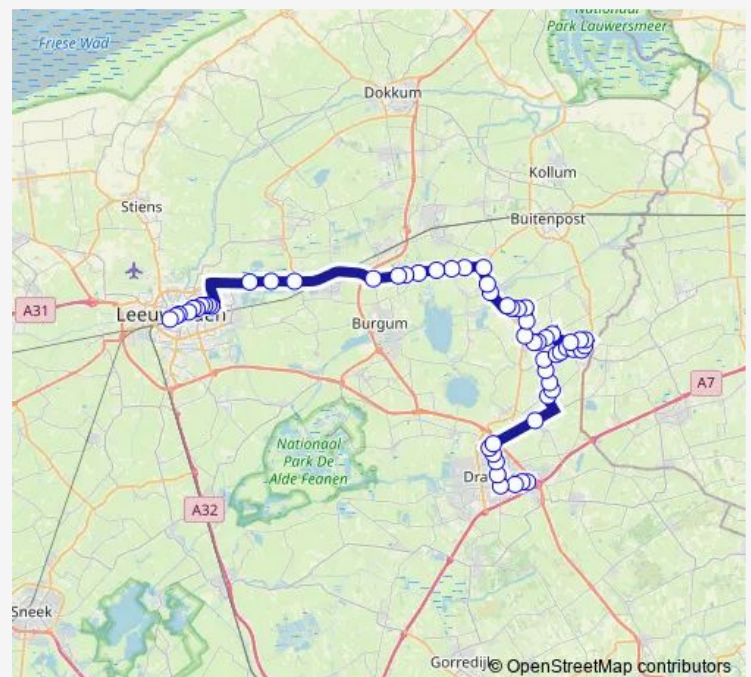 Nationaal
Park Lauwersmeer
Friese Wad
Dokkum
Kollum
Stiens
Buitenpost
A31
Burgum
A7
Nationaal
Park De
Alde Feanen
A32
Sneek
Gorredijk
© OpenStreetMap contributors